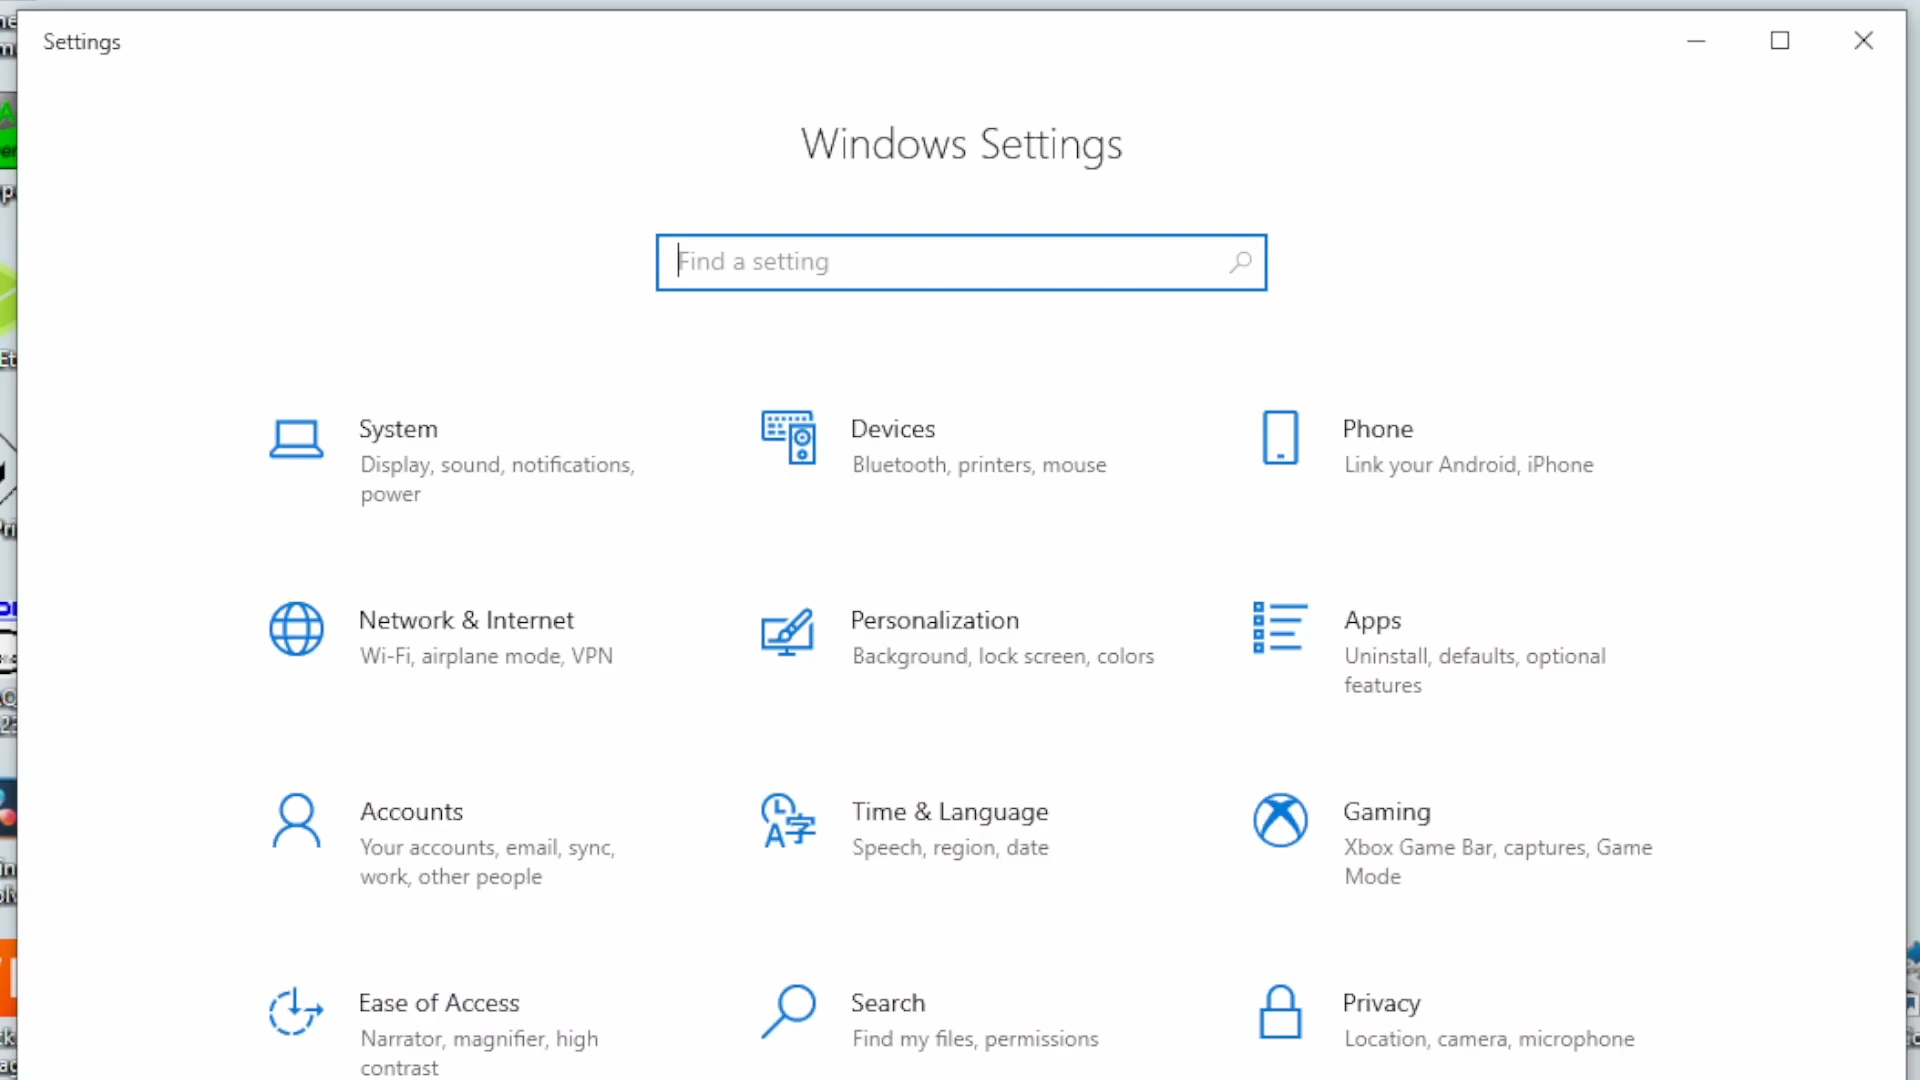 Settings
Windows Settings
Find a setting
System
Display, sound, notifications,
power
Devices
Bluetooth, printers, mouse
Phone
Link your Android, iPhone
Network & Internet
Wi-Fi, airplane mode, VPN
Personalization
Background, lock screen, colors
Apps
Uninstall, defaults, optional
features
Accounts
Your accounts, email, sync,
work, other people
Time & Language
Speech, region, date
Gaming
Xbox Game Bar, captures, Game
Mode
Ease of Access
Narrator, magnifier, high
contrast
Search
Find my files, permissions
Privacy
Location, camera, microphone